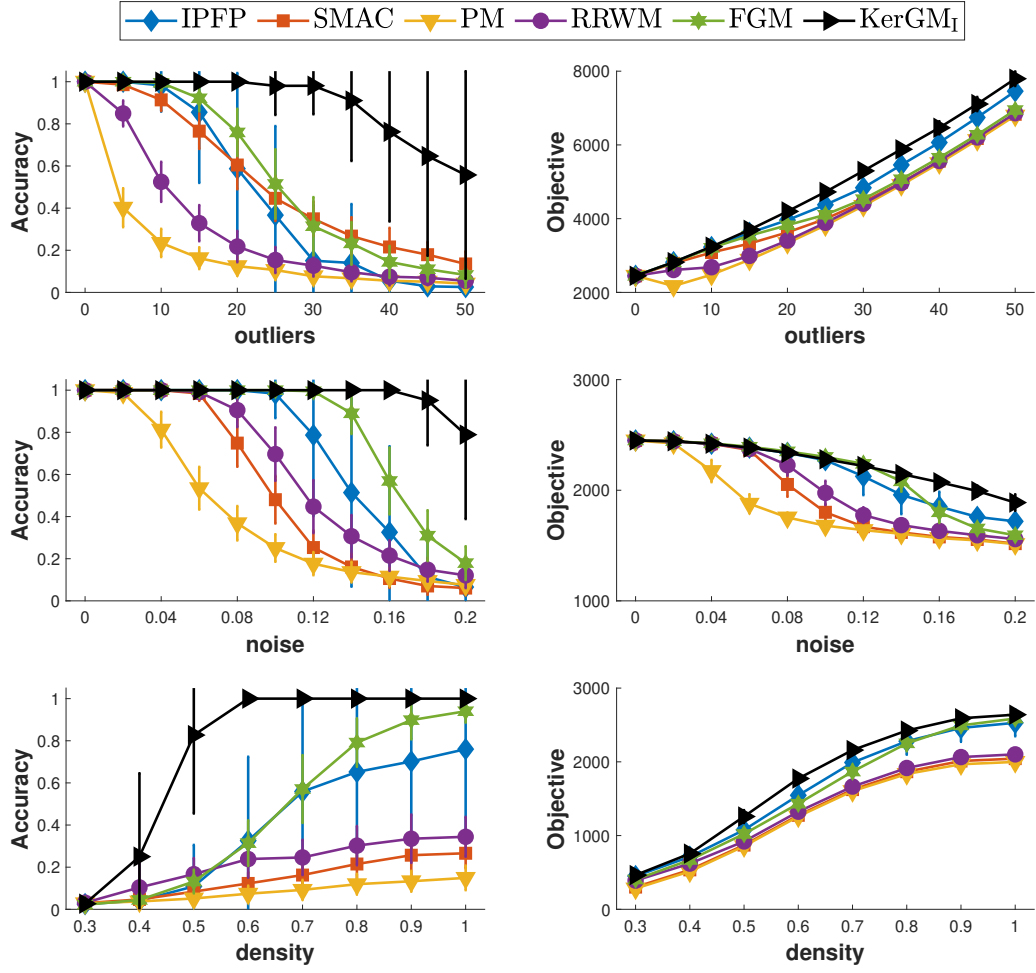 IPFP SMAC PM RRWM FGM KerGM_I
1
0.8
0.6
0.4
0.2
0
Accuracy
0 10 20 30 40 50
outliers
8000
6000
4000
2000
Objective
0 10 20 30 40 50
outliers
1
0.8
0.6
0.4
0.2
0
Accuracy
0 0.04 0.08 0.12 0.16 0.2
noise
3000
2000
1000
Objective
0 0.04 0.08 0.12 0.16 0.2
noise
1
0.8
0.6
0.4
0.2
0
Accuracy
0.3 0.4 0.5 0.6 0.7 0.8 0.9 1
density
3000
2000
1000
0
Objective
0.3 0.4 0.5 0.6 0.7 0.8 0.9 1
density